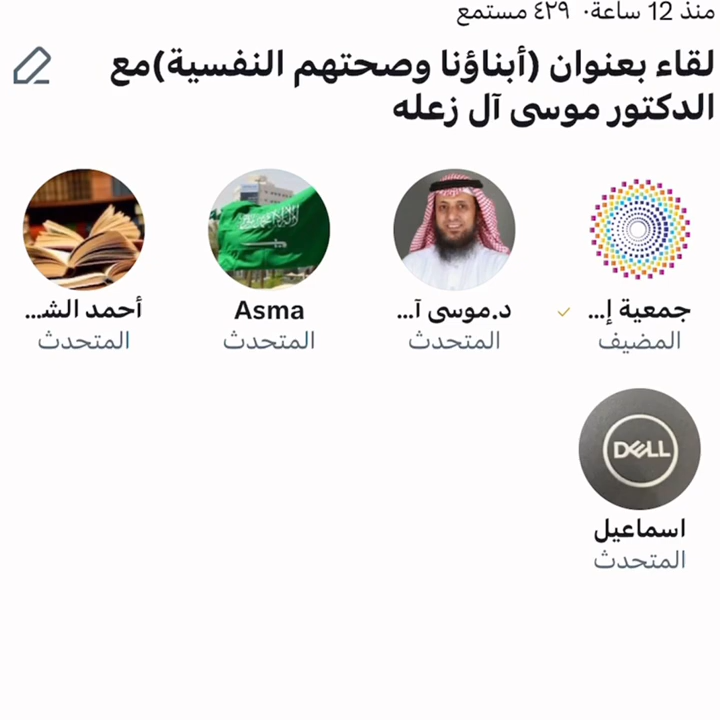 منذ 12 ساعة · ٤٢٩ مستمع
لقاء بعنوان (أبناؤنا وصحتهم النفسية)مع
الدكتور موسى آل زعله
جمعية إ...
المضيف
د.موسى آ...
المتحدث
Asma
المتحدث
أحمد الشـ...
المتحدث
DELL
اسماعيل
المتحدث